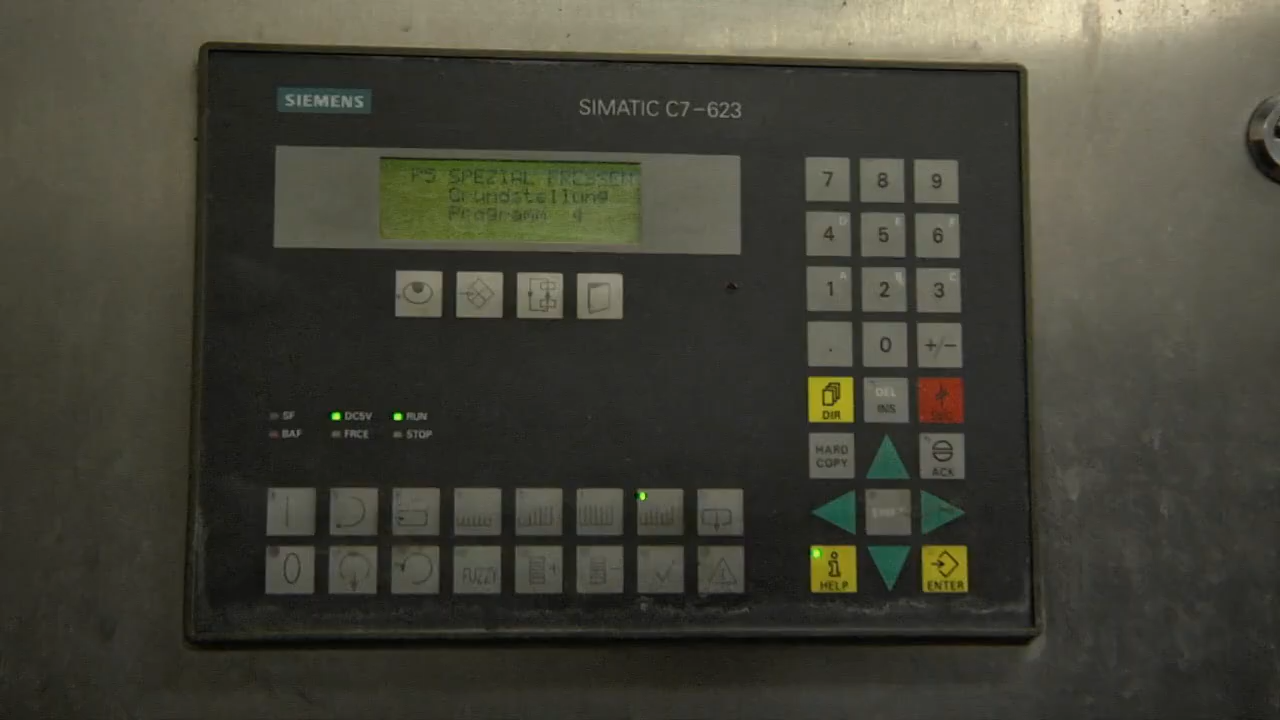 SIEMENS
SIMATIC C7-623
PS SPEZIAL PRESSEN
Grundstellung
Programm 4
7 8 9
4 D 5 E 6 F
1 A 2 B 3 C
. 0 +/-
SF DC5V RUN
BAF FRCE STOP
DIR
DEL
INS
HARD
COPY
ACK
0
FUZZY
HELP
ENTER